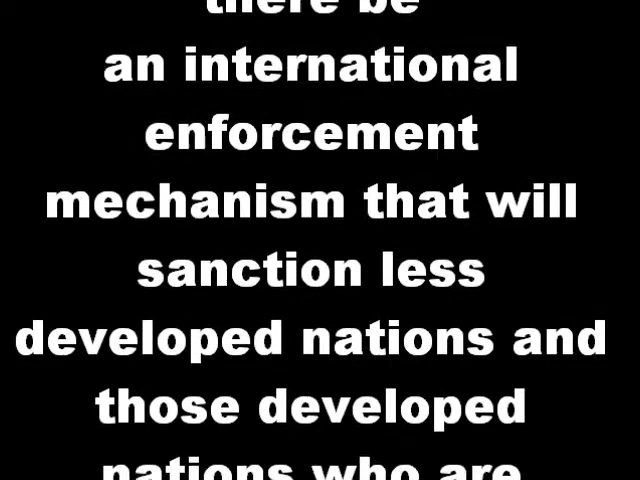 there be
an international
enforcement
mechanism that will
sanction less
developed nations and
those developed
nations who are